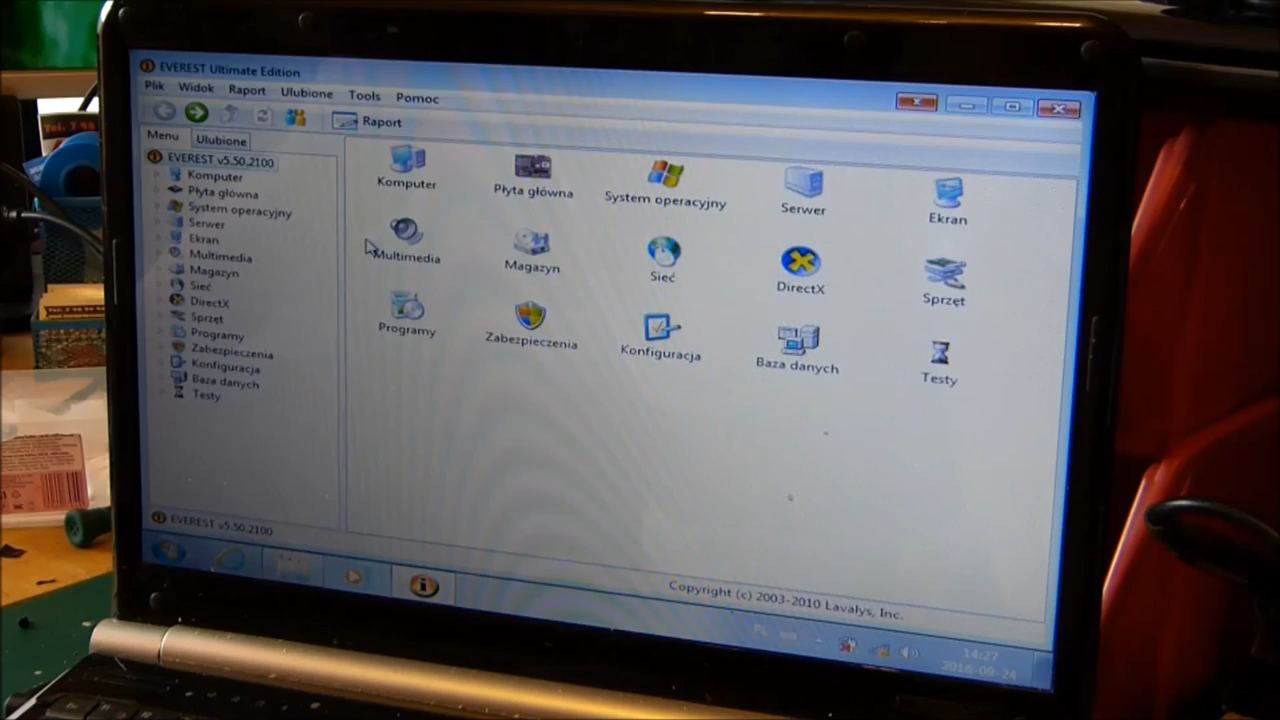 EVEREST Ultimate Edition
Plik Widok Raport Ulubione Tools Pomoc
Raport
Menu Ulubione
EVEREST v5.50.2100
Komputer
Płyta główna
System operacyjny
Serwer
Ekran
Multimedia
Magazyn
Sieć
DirectX
Sprzęt
Programy
Zabezpieczenia
Konfiguracja
Baza danych
Testy
Komputer Płyta główna System operacyjny Serwer Ekran
Multimedia Magazyn Sieć DirectX Sprzęt
Programy Zabezpieczenia Konfiguracja Baza danych Testy
EVEREST v5.50.2100
Copyright (c) 2003-2010 Lavalys, Inc.
PL
14:27
2016-09-24